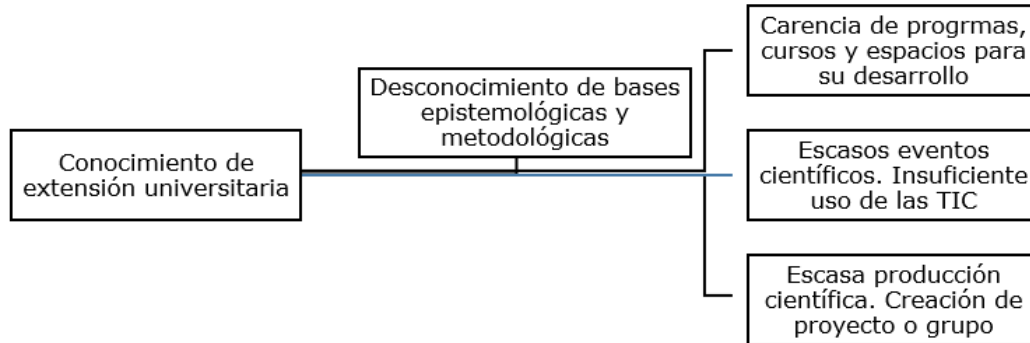 Conocimiento de
extensión universitaria
Desconocimiento de bases
epistemológicas y
metodológicas
Carencia de progrmas,
cursos y espacios para
su desarrollo
Escasos eventos
científicos. Insuficiente
uso de las TIC
Escasa producción
científica. Creación de
proyecto o grupo